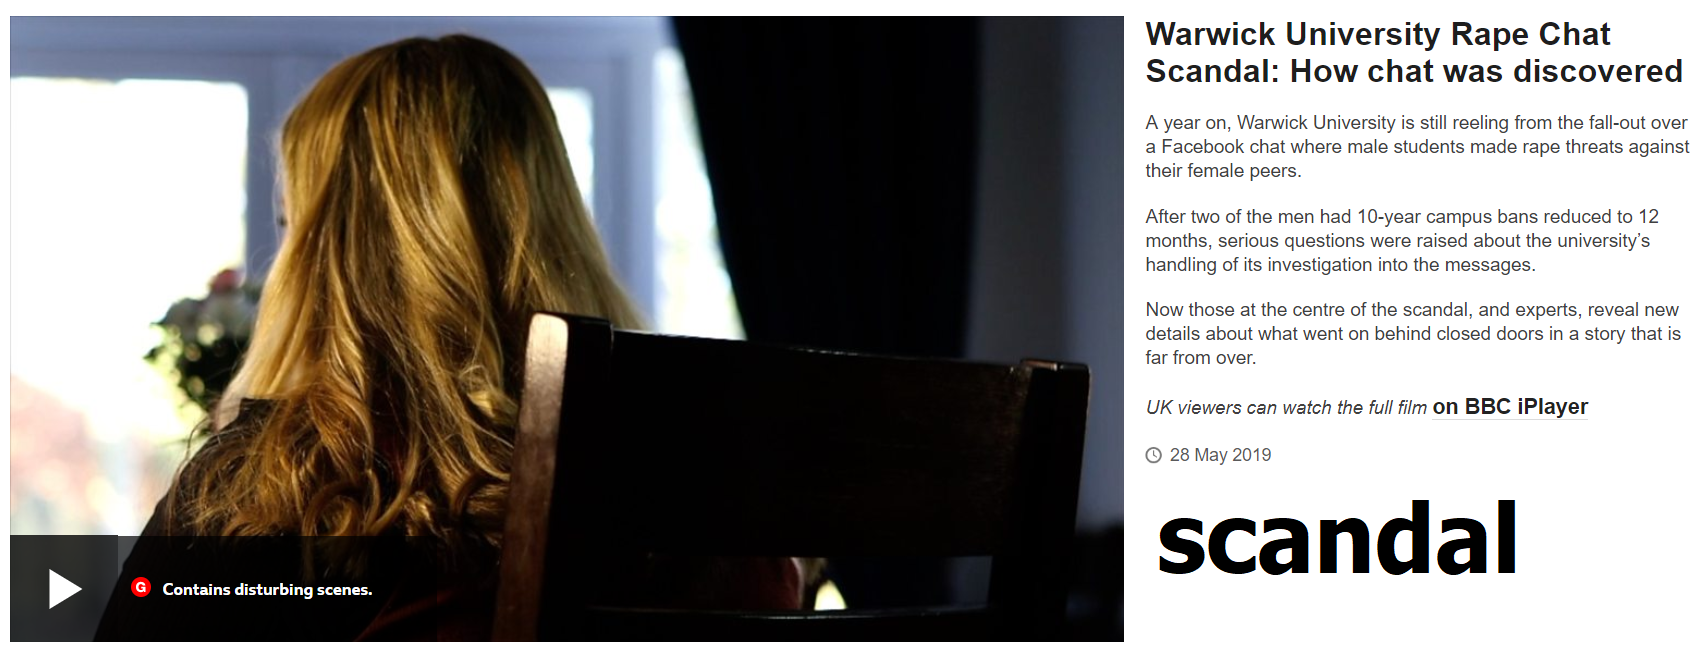 Warwick University Rape Chat
Scandal: How chat was discovered
A year on, Warwick University is still reeling from the fall-out over
a Facebook chat where male students made rape threats against
their female peers.
After two of the men had 10-year campus bans reduced to 12
months, serious questions were raised about the university’s
handling of its investigation into the messages.
Now those at the centre of the scandal, and experts, reveal new
details about what went on behind closed doors in a story that is
far from over.
UK viewers can watch the full film on BBC iPlayer
28 May 2019
scandal
G Contains disturbing scenes.